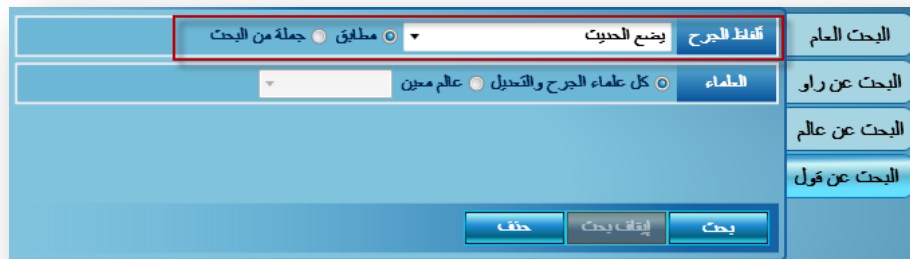 البحث العام
ألفاظ الجرح يضع الحديث مطابق جملة من البحث
البحث عن راو
العلماء كل علماء الجرح والتعديل عالم معين
البحث عن عالم
البحث عن قول
بحث إيقاف بحث حذف